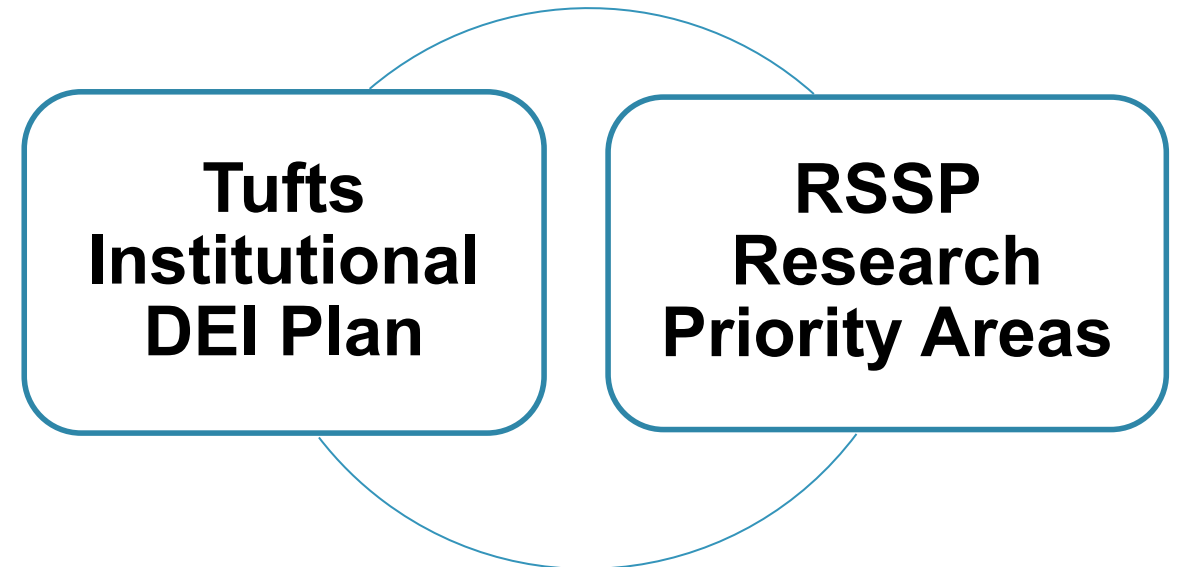 Tufts
Institutional
DEI Plan
RSSP
Research
Priority Areas